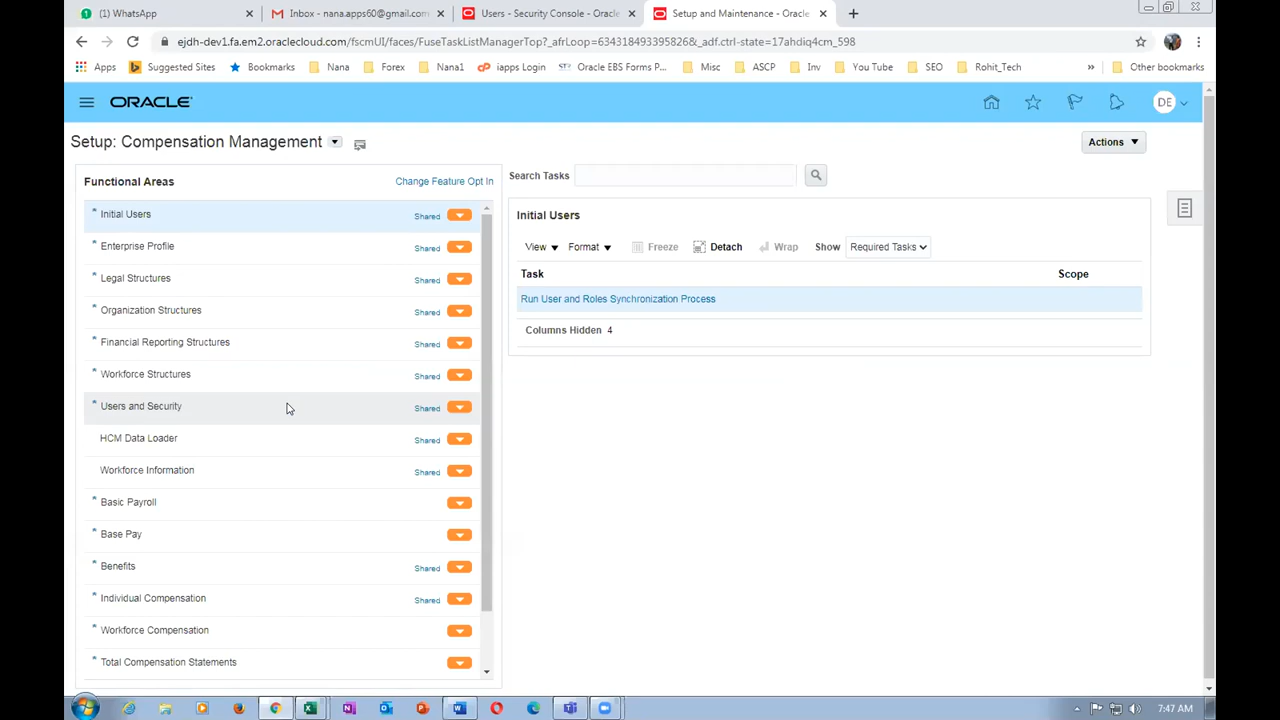 WhatsApp
Inbox - nana.apps60@gmail.com
Users - Security Console - Oracle
Setup and Maintenance - Oracle
ejdh-dev1.fa.em2.oraclecloud.com/fscmUI/faces/FuseTaskListManagerTop?_afrLoop=6343184933958268&_adf.ctrl-state=17ahdiq4cm_598
Apps
Suggested Sites
Bookmarks
Nana
Forex
Nana1
iapps Login
Oracle EBS Forms P...
Misc
ASCP
Inv
You Tube
SEO
Rohit_Tech
»
Other bookmarks
ORACLE
DE
Setup: Compensation Management
Actions
Functional Areas
Change Feature Opt In
* Initial Users Shared
* Enterprise Profile Shared
* Legal Structures Shared
* Organization Structures Shared
* Financial Reporting Structures Shared
* Workforce Structures Shared
* Users and Security Shared
HCM Data Loader Shared
Workforce Information Shared
* Basic Payroll
* Base Pay
* Benefits Shared
* Individual Compensation Shared
* Workforce Compensation
* Total Compensation Statements
Search Tasks
Initial Users
View Format Freeze Detach Wrap Show Required Tasks
Task Scope
Run User and Roles Synchronization Process
Columns Hidden 4
7:47 AM